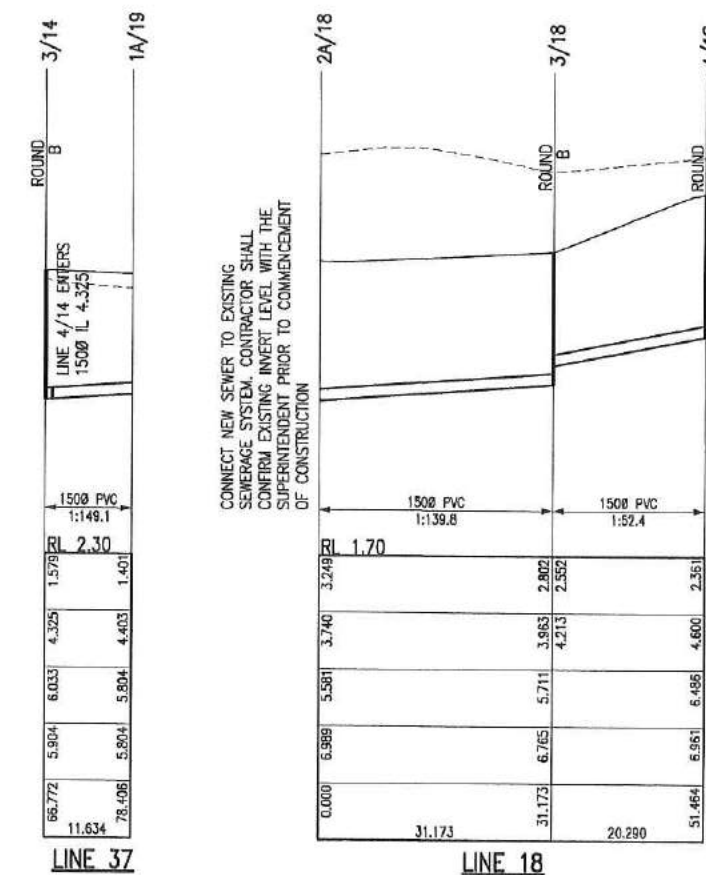 3/14
1A/19
ROUND
B
LINE 4/14 ENTERS
150Ø IL 4.325
150Ø PVC
1:149.1
RL 2.30
1.579 1.401
4.325 4.403
6.033 5.804
5.904 5.804
66.772 78.406
11.634
LINE 37
CONNECT NEW SEWER TO EXISTING
SEWERAGE SYSTEM. CONTRACTOR SHALL
CONFIRM EXISTING INVERT LEVEL WITH THE
SUPERINTENDENT PRIOR TO COMMENCEMENT
OF CONSTRUCTION
2A/18
3/18
ROUND
B
ROUND
150Ø PVC
1:139.8
150Ø PVC
1:52.4
RL 1.70
3.249 2.802 2.552 2.361
3.740 3.963 4.213 4.600
5.581 5.711 6.486
6.989 6.765 6.961
0.000 31.173 51.464
31.173 20.290
LINE 18